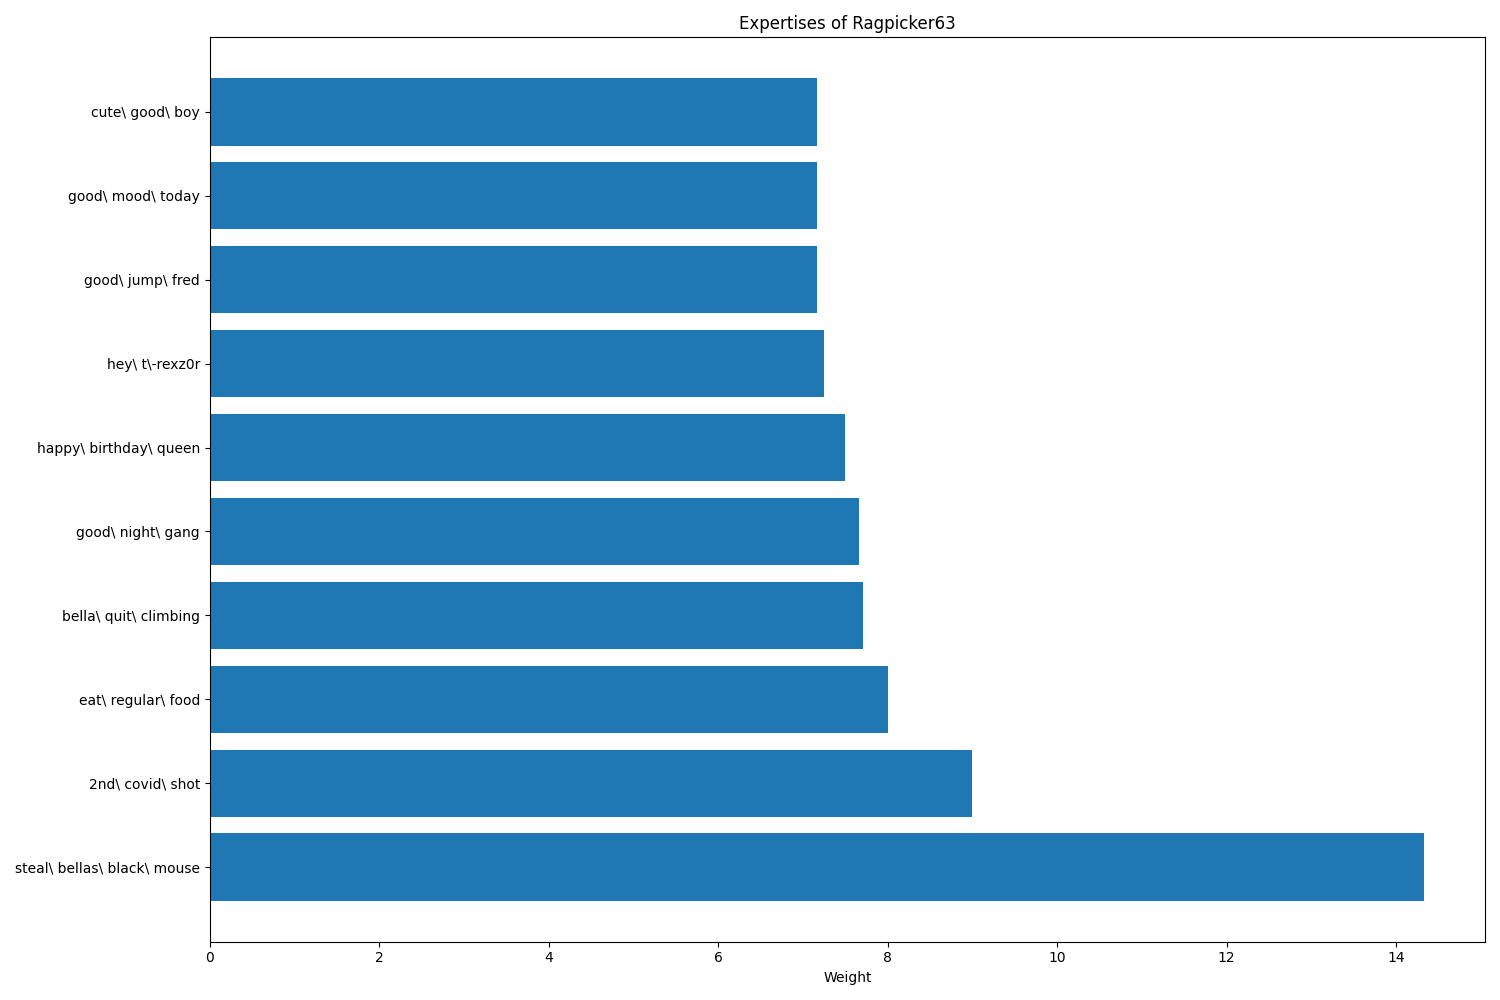 Expertises of Ragpicker63
cute\ good\ boy
good\ mood\ today
good\ jump\ fred
hey\ t\-rexz0r
happy\ birthday\ queen
good\ night\ gang
bella\ quit\ climbing
eat\ regular\ food
2nd\ covid\ shot
steal\ bellas\ black\ mouse
0 2 4 6 8 10 12 14
Weight